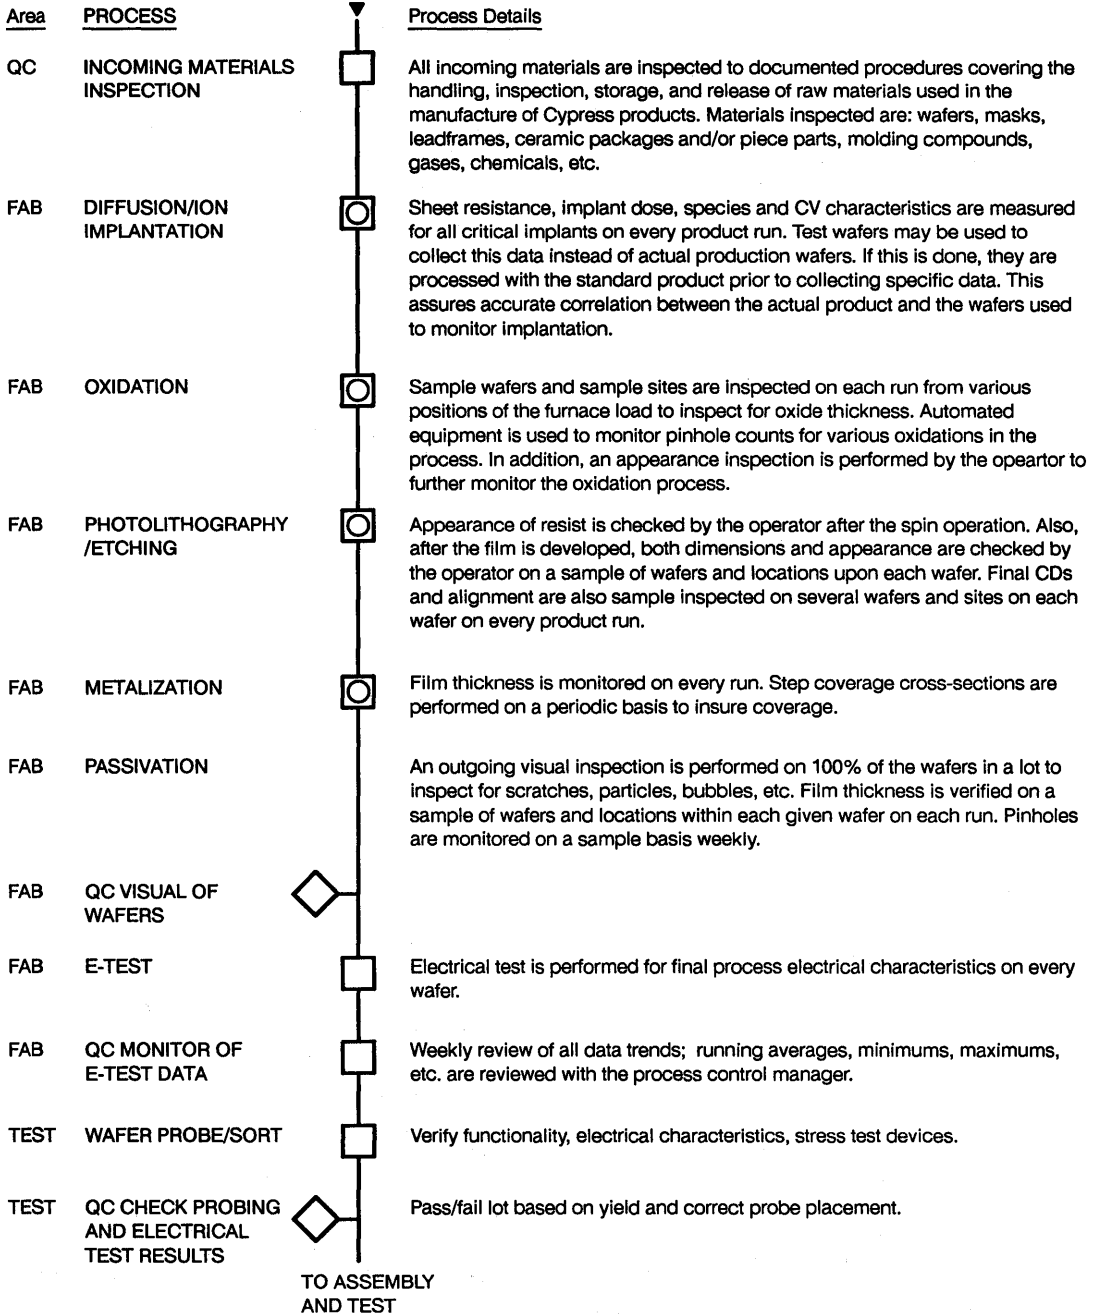 Area PROCESS Process Details
QC INCOMING MATERIALS All incoming materials are inspected to documented procedures covering the
INSPECTION handling, inspection, storage, and release of raw materials used in the
manufacture of Cypress products. Materials inspected are: wafers, masks,
leadframes, ceramic packages and/or piece parts, molding compounds,
gases, chemicals, etc.
FAB DIFFUSION/ION Sheet resistance, implant dose, species and CV characteristics are measured
IMPLANTATION for all critical implants on every product run. Test wafers may be used to
collect this data instead of actual production wafers. If this is done, they are
processed with the standard product prior to collecting specific data. This
assures accurate correlation between the actual product and the wafers used
to monitor implantation.
FAB OXIDATION Sample wafers and sample sites are inspected on each run from various
positions of the furnace load to inspect for oxide thickness. Automated
equipment is used to monitor pinhole counts for various oxidations in the
process. In addition, an appearance inspection is performed by the opeartor to
further monitor the oxidation process.
FAB PHOTOLITHOGRAPHY Appearance of resist is checked by the operator after the spin operation. Also,
/ETCHING after the film is developed, both dimensions and appearance are checked by
the operator on a sample of wafers and locations upon each wafer. Final CDs
and alignment are also sample inspected on several wafers and sites on each
wafer on every product run.
FAB METALIZATION Film thickness is monitored on every run. Step coverage cross-sections are
performed on a periodic basis to insure coverage.
FAB PASSIVATION An outgoing visual inspection is performed on 100% of the wafers in a lot to
inspect for scratches, particles, bubbles, etc. Film thickness is verified on a
sample of wafers and locations within each given wafer on each run. Pinholes
are monitored on a sample basis weekly.
FAB QC VISUAL OF
WAFERS
FAB E-TEST Electrical test is performed for final process electrical characteristics on every
wafer.
FAB QC MONITOR OF Weekly review of all data trends; running averages, minimums, maximums,
E-TEST DATA etc. are reviewed with the process control manager.
TEST WAFER PROBE/SORT Verify functionality, electrical characteristics, stress test devices.
TEST QC CHECK PROBING Pass/fail lot based on yield and correct probe placement.
AND ELECTRICAL
TEST RESULTS
TO ASSEMBLY
AND TEST